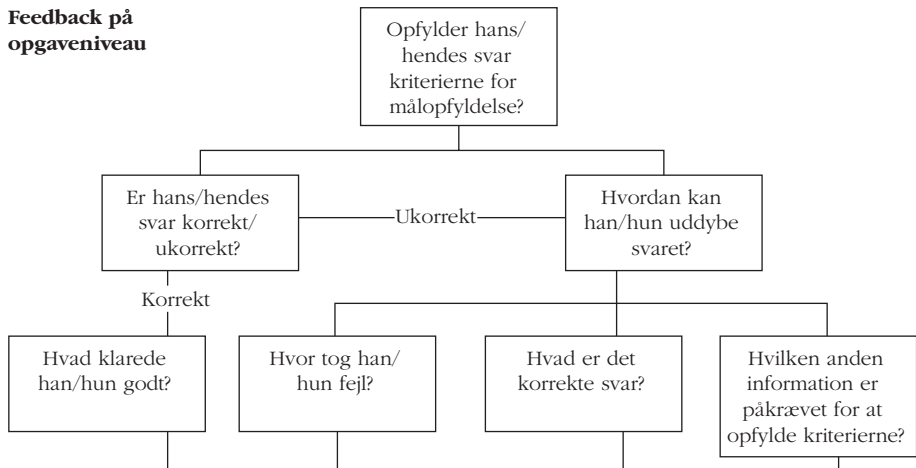 Feedback på
opgaveniveau
Opfylder hans/
hendes svar
kriterierne for
målopfyldelse?
Er hans/hendes
svar korrekt/
ukorrekt?
Ukorrekt
Hvordan kan
han/hun uddybe
svaret?
Korrekt
Hvad klarede
han/hun godt?
Hvor tog han/
hun fejl?
Hvad er det
korrekte svar?
Hvilken anden
information er
påkrævet for at
opfylde kriterierne?